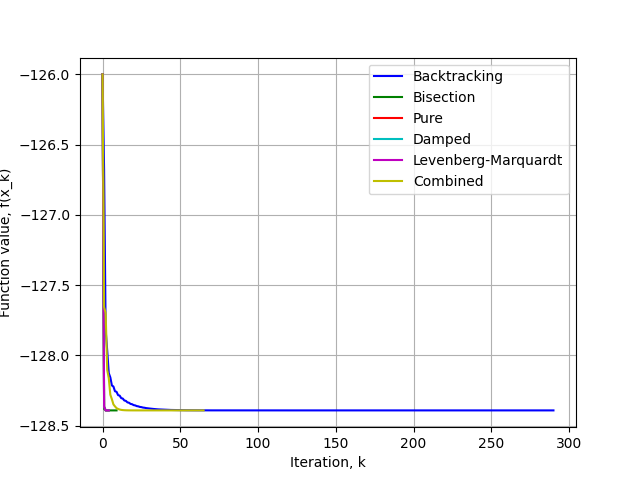 −126.0
−126.5
−127.0
−127.5
−128.0
−128.5
Function value, f(x_k)
0
50
100
150
200
250
300
Iteration, k
Backtracking
Bisection
Pure
Damped
Levenberg-Marquardt
Combined